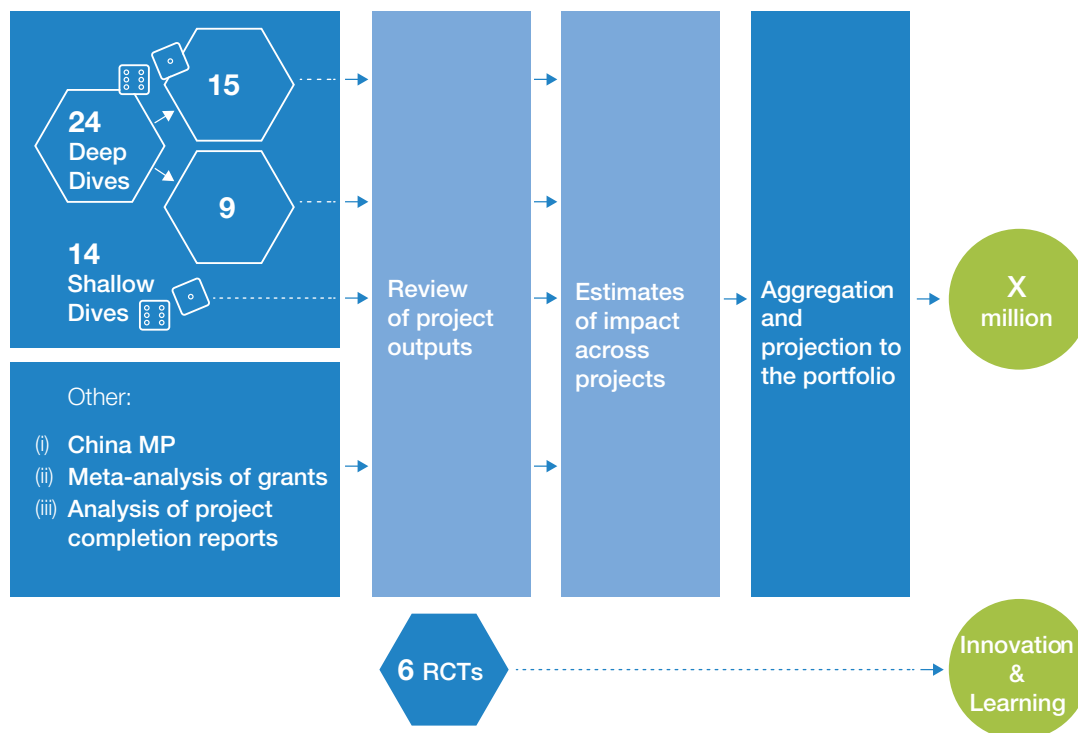 15
24
Deep
Dives
9
14
Shallow
Dives
Other:
(i) China MP
(ii) Meta-analysis of grants
(iii) Analysis of project
completion reports
Review
of project
outputs
Estimates
of impact
across
projects
Aggregation
and
projection to
the portfolio
X
million
6 RCTs
Innovation
&
Learning